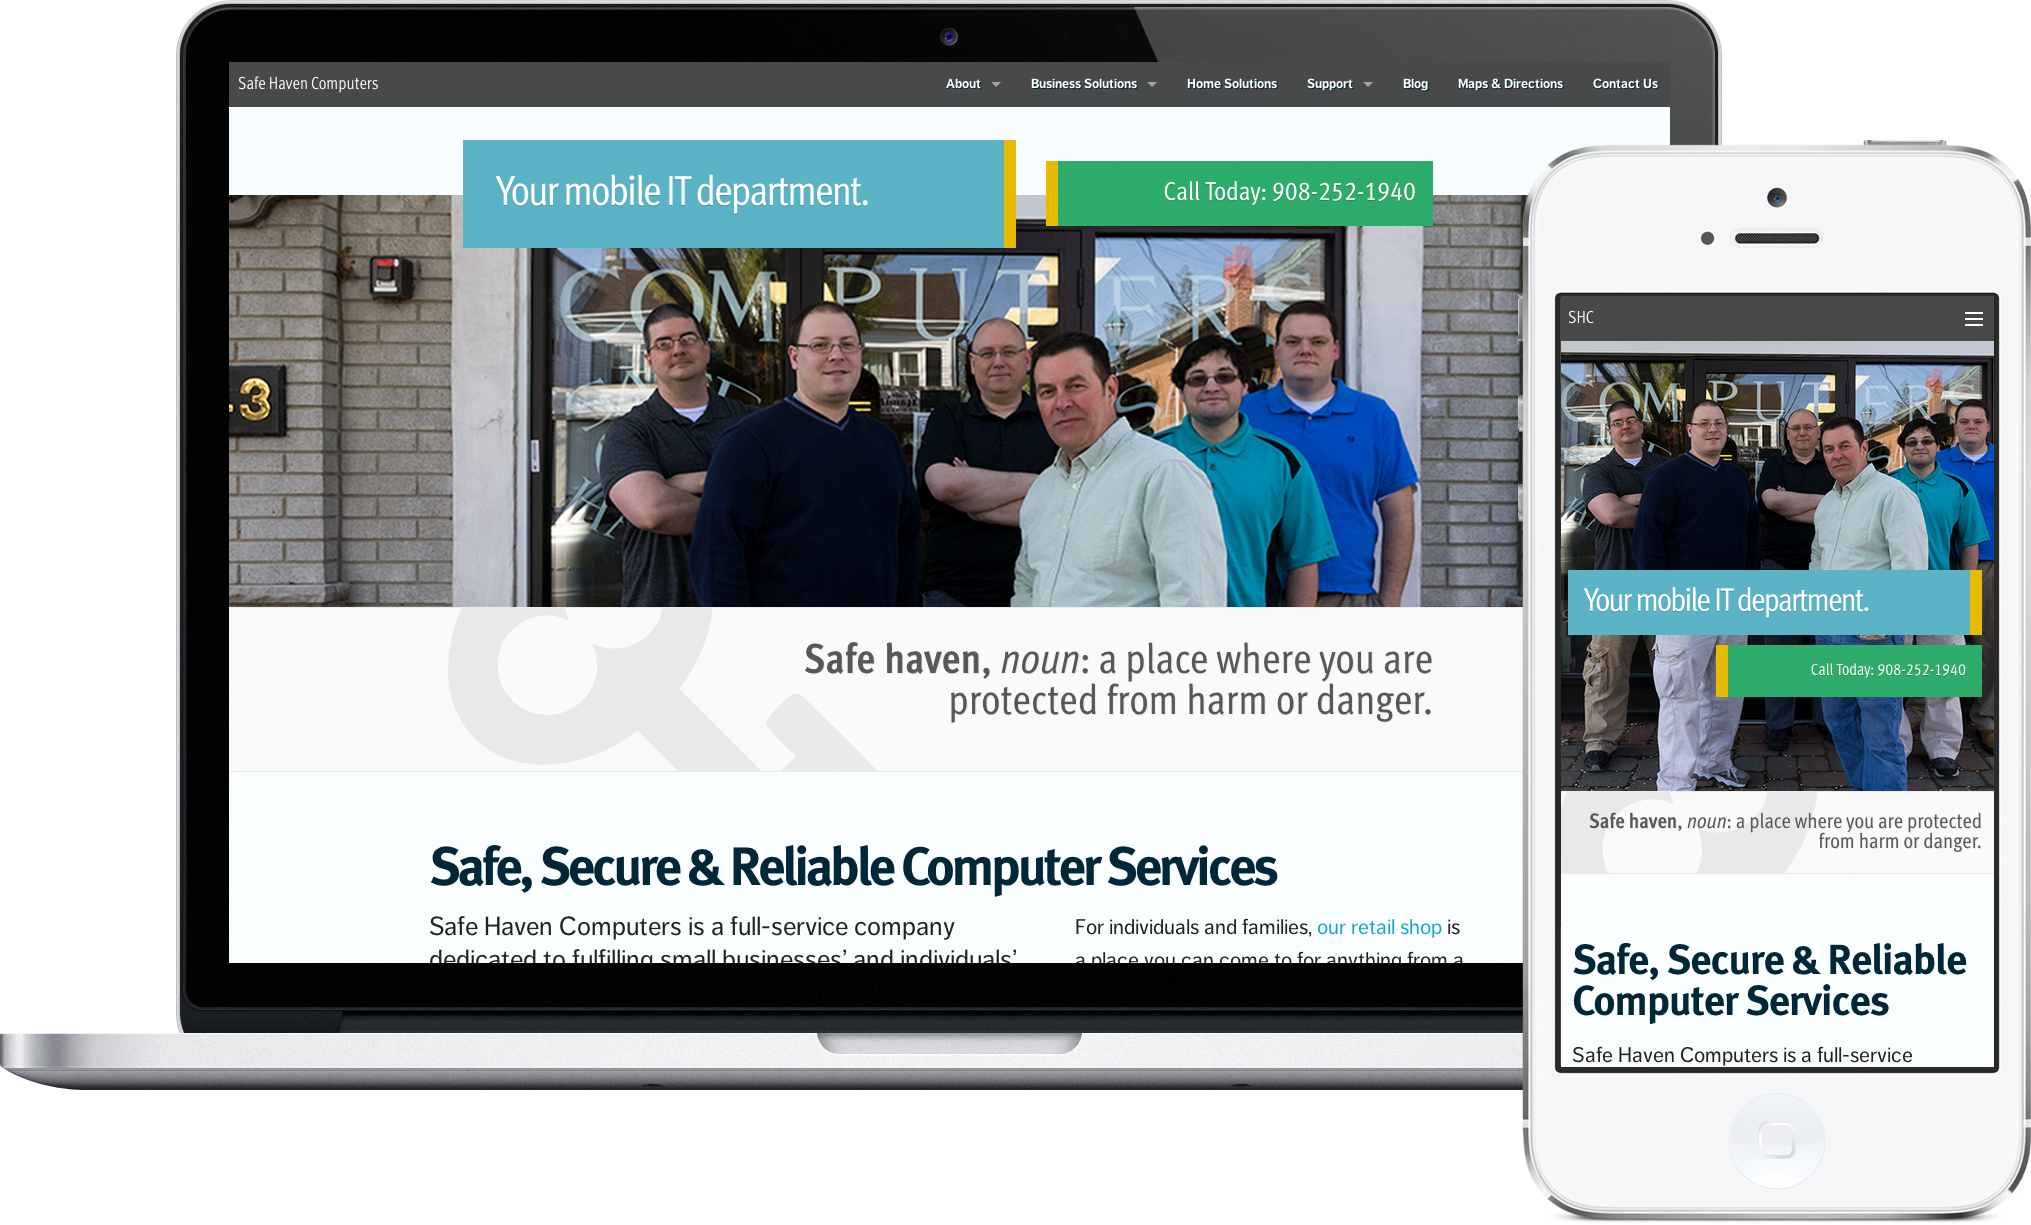 Safe Haven Computers
About
Business Solutions
Home Solutions
Support
Blog
Maps & Directions
Contact Us
Your mobile IT department.
Call Today: 908-252-1940
COMPUTERS
-3
Safe haven, noun: a place where you are
protected from harm or danger.
Safe, Secure & Reliable Computer Services
Safe Haven Computers is a full-service company
dedicated to fulfilling small businesses’ and individuals’
For individuals and families, our retail shop is
a place you can come to for anything from a
SHC
COMPUTERS
Your mobile IT department.
Call Today: 908-252-1940
Safe haven, noun: a place where you are protected
from harm or danger.
Safe, Secure & Reliable
Computer Services
Safe Haven Computers is a full-service